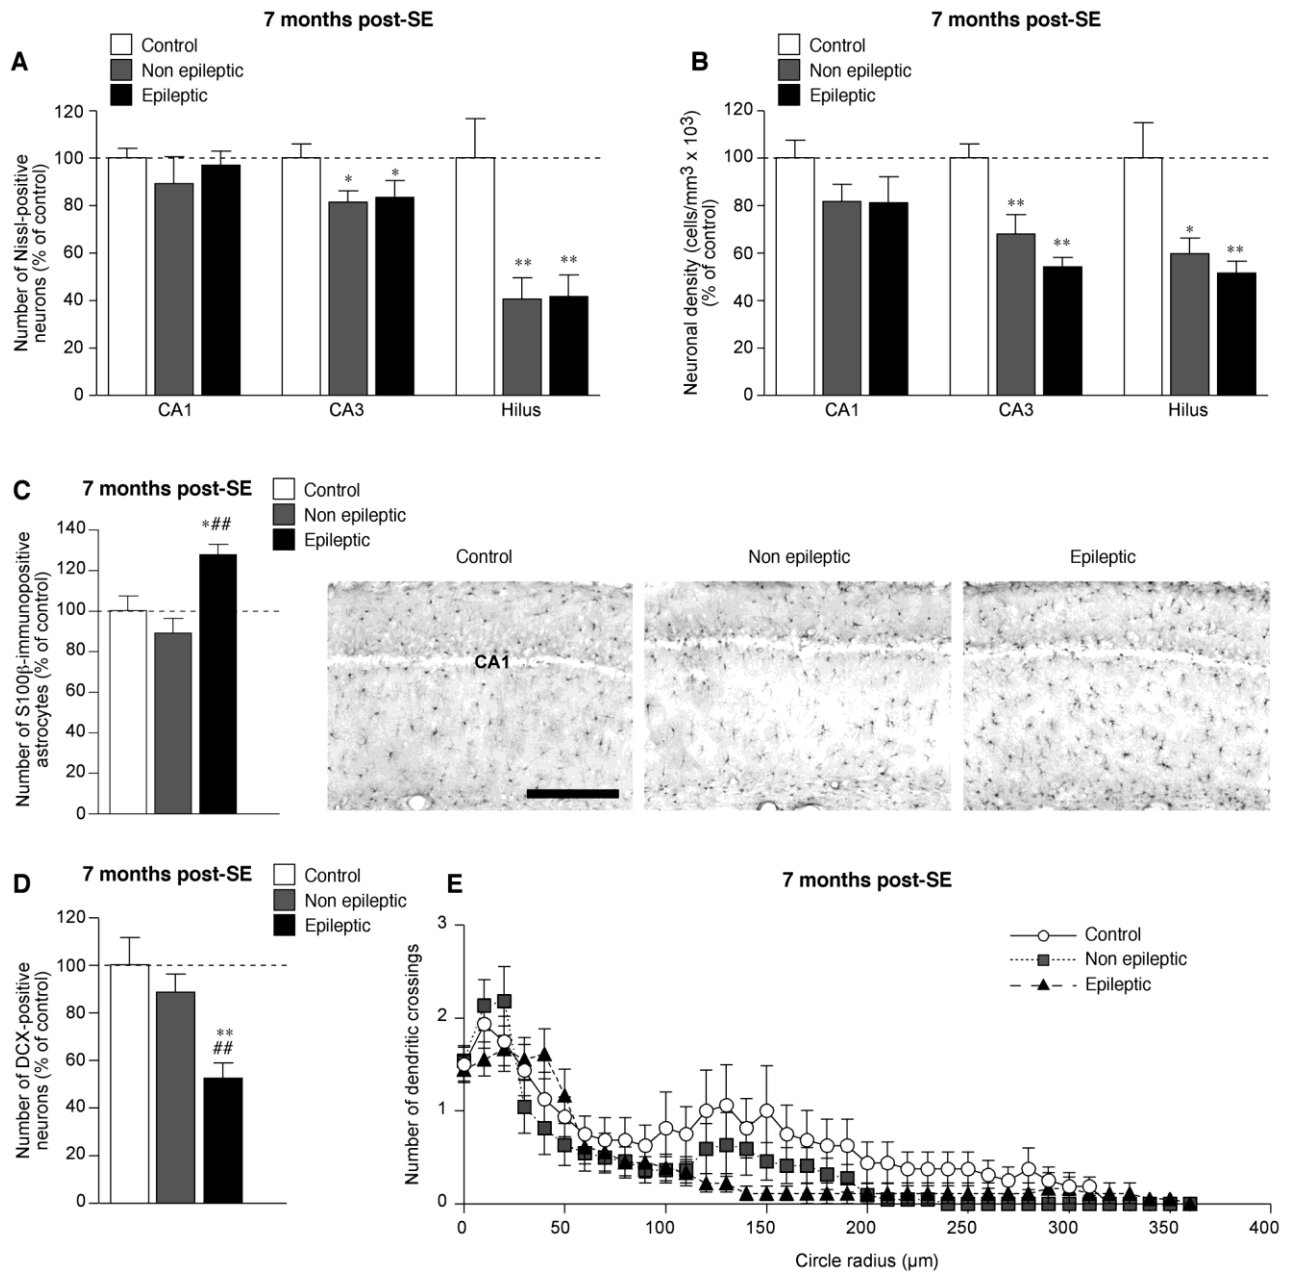 7 months post-SE
A
Control
Non epileptic
Epileptic
Number of Nissl-positive
neurons (% of control)
120
100
80
60
40
20
0
*
*
**
**
CA1
CA3
Hilus
7 months post-SE
B
Control
Non epileptic
Epileptic
Neuronal density (cells/mm3 x 103)
(% of control)
120
100
80
60
40
20
0
**
**
*
**
CA1
CA3
Hilus
C
7 months post-SE
Control
Non epileptic
Epileptic
Number of S100β-immunopositive
astrocytes (% of control)
140
120
100
80
60
40
20
0
*##
Control
Non epileptic
Epileptic
CA1
D
7 months post-SE
Control
Non epileptic
Epileptic
Number of DCX-positive
neurons (% of control)
120
100
80
60
40
20
0
**
##
E
7 months post-SE
Control
Non epileptic
Epileptic
Number of dendritic crossings
3
2
1
0
0
50
100
150
200
250
300
350
400
Circle radius (μm)